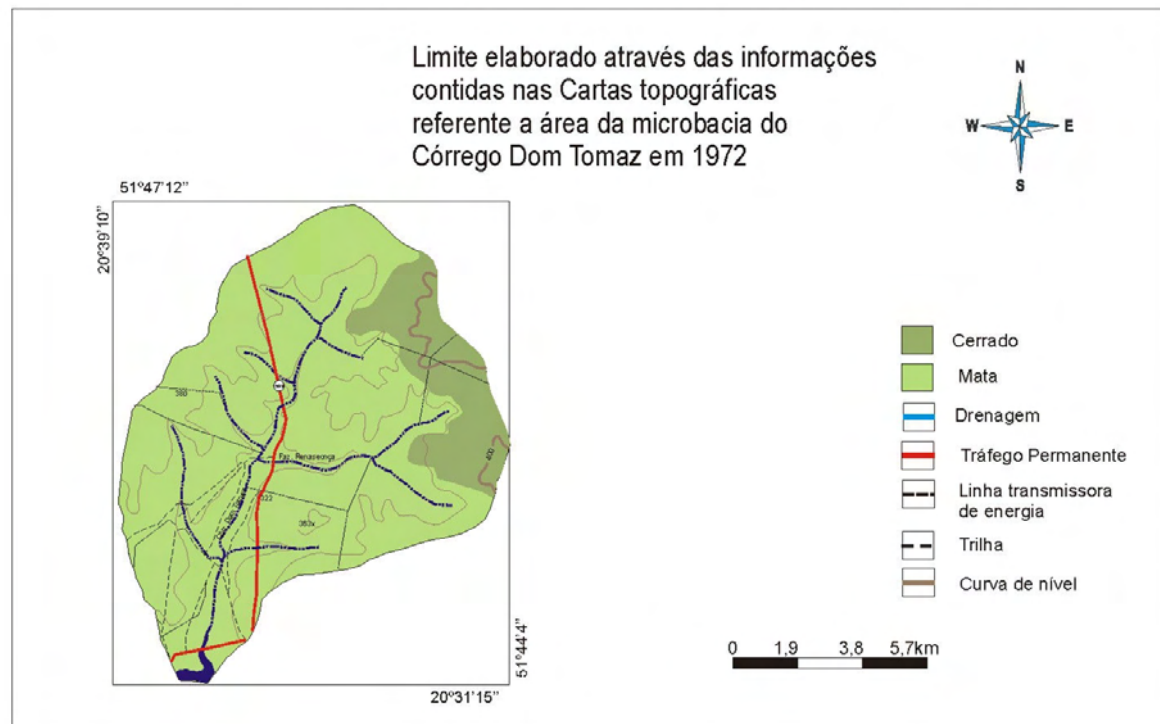 Limite elaborado através das informações
contidas nas Cartas topográficas
referente a área da microbacia do
Córrego Dom Tomaz em 1972
N
W
E
S
51º47'12"
20º39'10"
380
Faz. Renascença
322
363x
400
51º44'4"
20º31'15"
Cerrado
Mata
Drenagem
Tráfego Permanente
Linha transmissora
de energia
Trilha
Curva de nível
0 1,9 3,8 5,7km